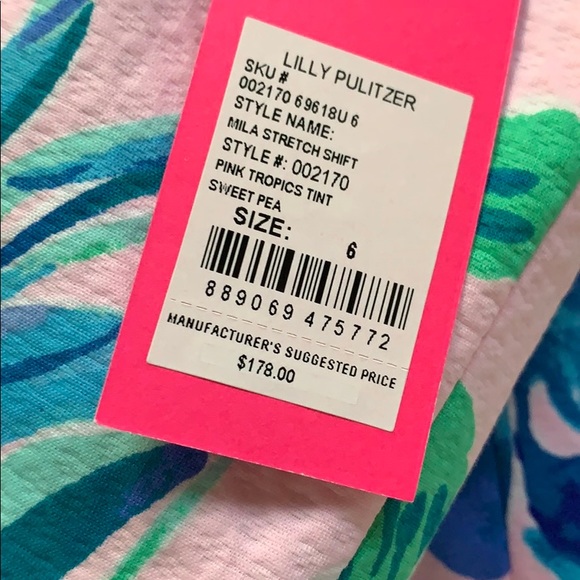 LILLY PULITZER
SKU #
002170 69618U 6
STYLE NAME:
MILA STRETCH SHIFT
STYLE #: 002170
PINK TROPICS TINT
SWEET PEA
SIZE: 6
889069 475772
MANUFACTURER'S SUGGESTED PRICE
$178.00